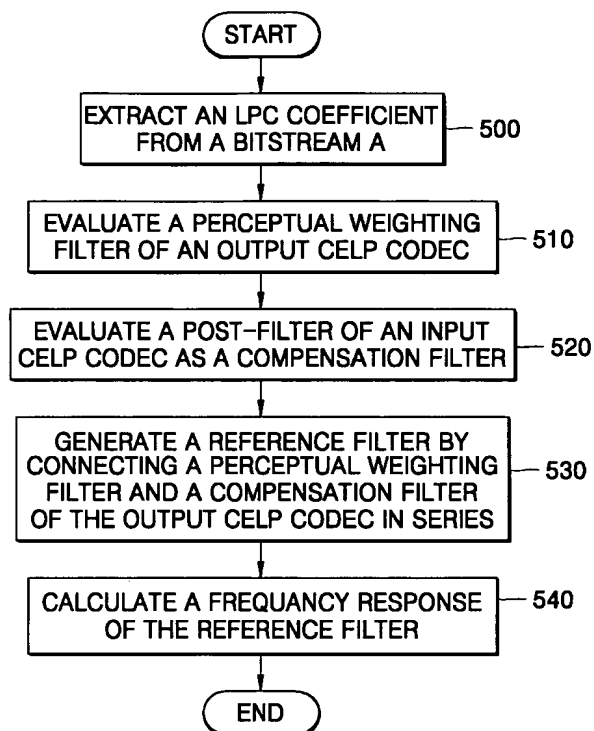 START
EXTRACT AN LPC COEFFICIENT
FROM A BITSTREAM A
500
EVALUATE A PERCEPTUAL WEIGHTING
FILTER OF AN OUTPUT CELP CODEC
510
EVALUATE A POST-FILTER OF AN INPUT
CELP CODEC AS A COMPENSATION FILTER
520
GENERATE A REFERENCE FILTER BY
CONNECTING A PERCEPTUAL WEIGHTING
FILTER AND A COMPENSATION FILTER
OF THE OUTPUT CELP CODEC IN SERIES
530
CALCULATE A FREQUANCY RESPONSE
OF THE REFERENCE FILTER
540
END